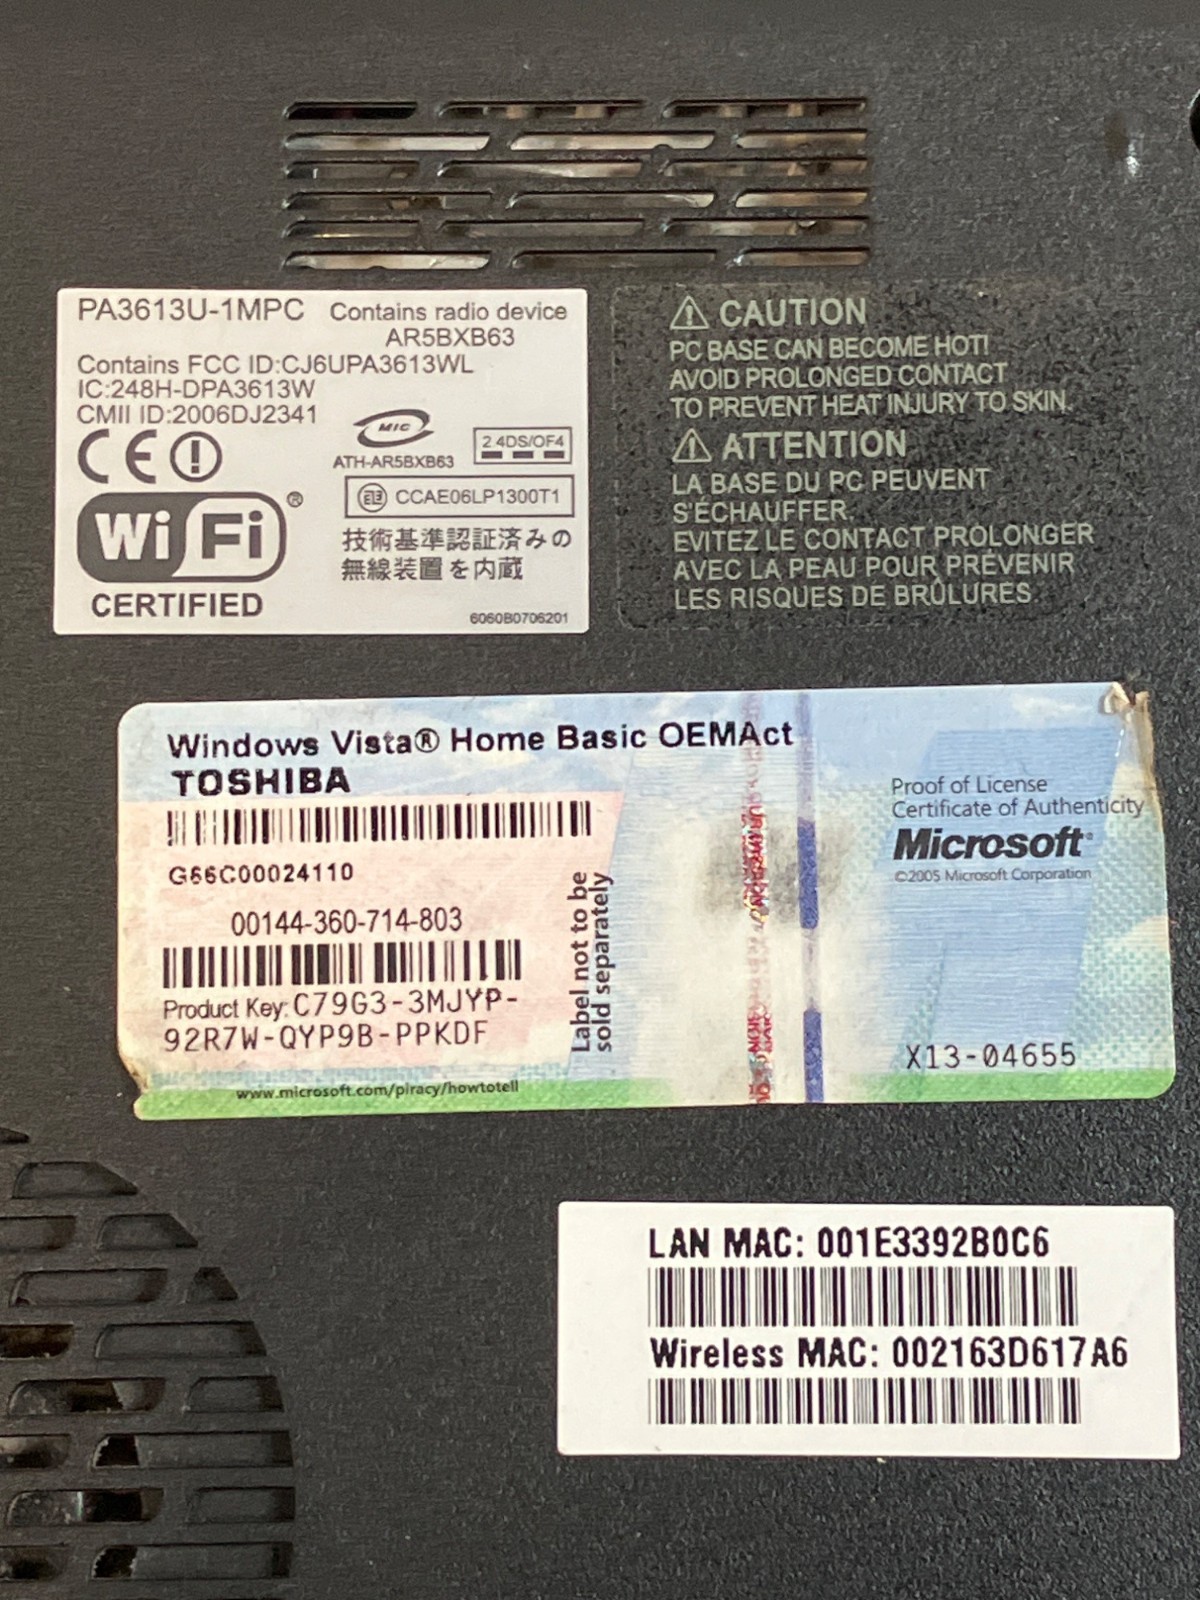 PA3613U-1MPC Contains radio device
AR5BXB63
Contains FCC ID:CJ6UPA3613WL
IC:248H-DPA3613W
CMII ID:2006DJ2341
CE
MIC
ATH-AR5BXB63
2.4DS/OF4
CCAE06LP1300T1
Wi Fi®
CERTIFIED
技術基準認証済みの
無線装置を内蔵
6060B0706201
CAUTION
PC BASE CAN BECOME HOT!
AVOID PROLONGED CONTACT
TO PREVENT HEAT INJURY TO SKIN.
ATTENTION
LA BASE DU PC PEUVENT
S'ÉCHAUFFER.
EVITEZ LE CONTACT PROLONGER
AVEC LA PEAU POUR PRÉVENIR
LES RISQUES DE BRÛLURES.
Windows Vista® Home Basic OEMAct
TOSHIBA
G66C00024110
00144-360-714-803
Product Key: C79G3-3MJYP-
92R7W-QYP9B-PPKDF
www.microsoft.com/piracy/howtotell
Label not to be
sold separately
Proof of License
Certificate of Authenticity
Microsoft®
©2005 Microsoft Corporation
X13-04655
LAN MAC: 001E3392B0C6
Wireless MAC: 002163D617A6